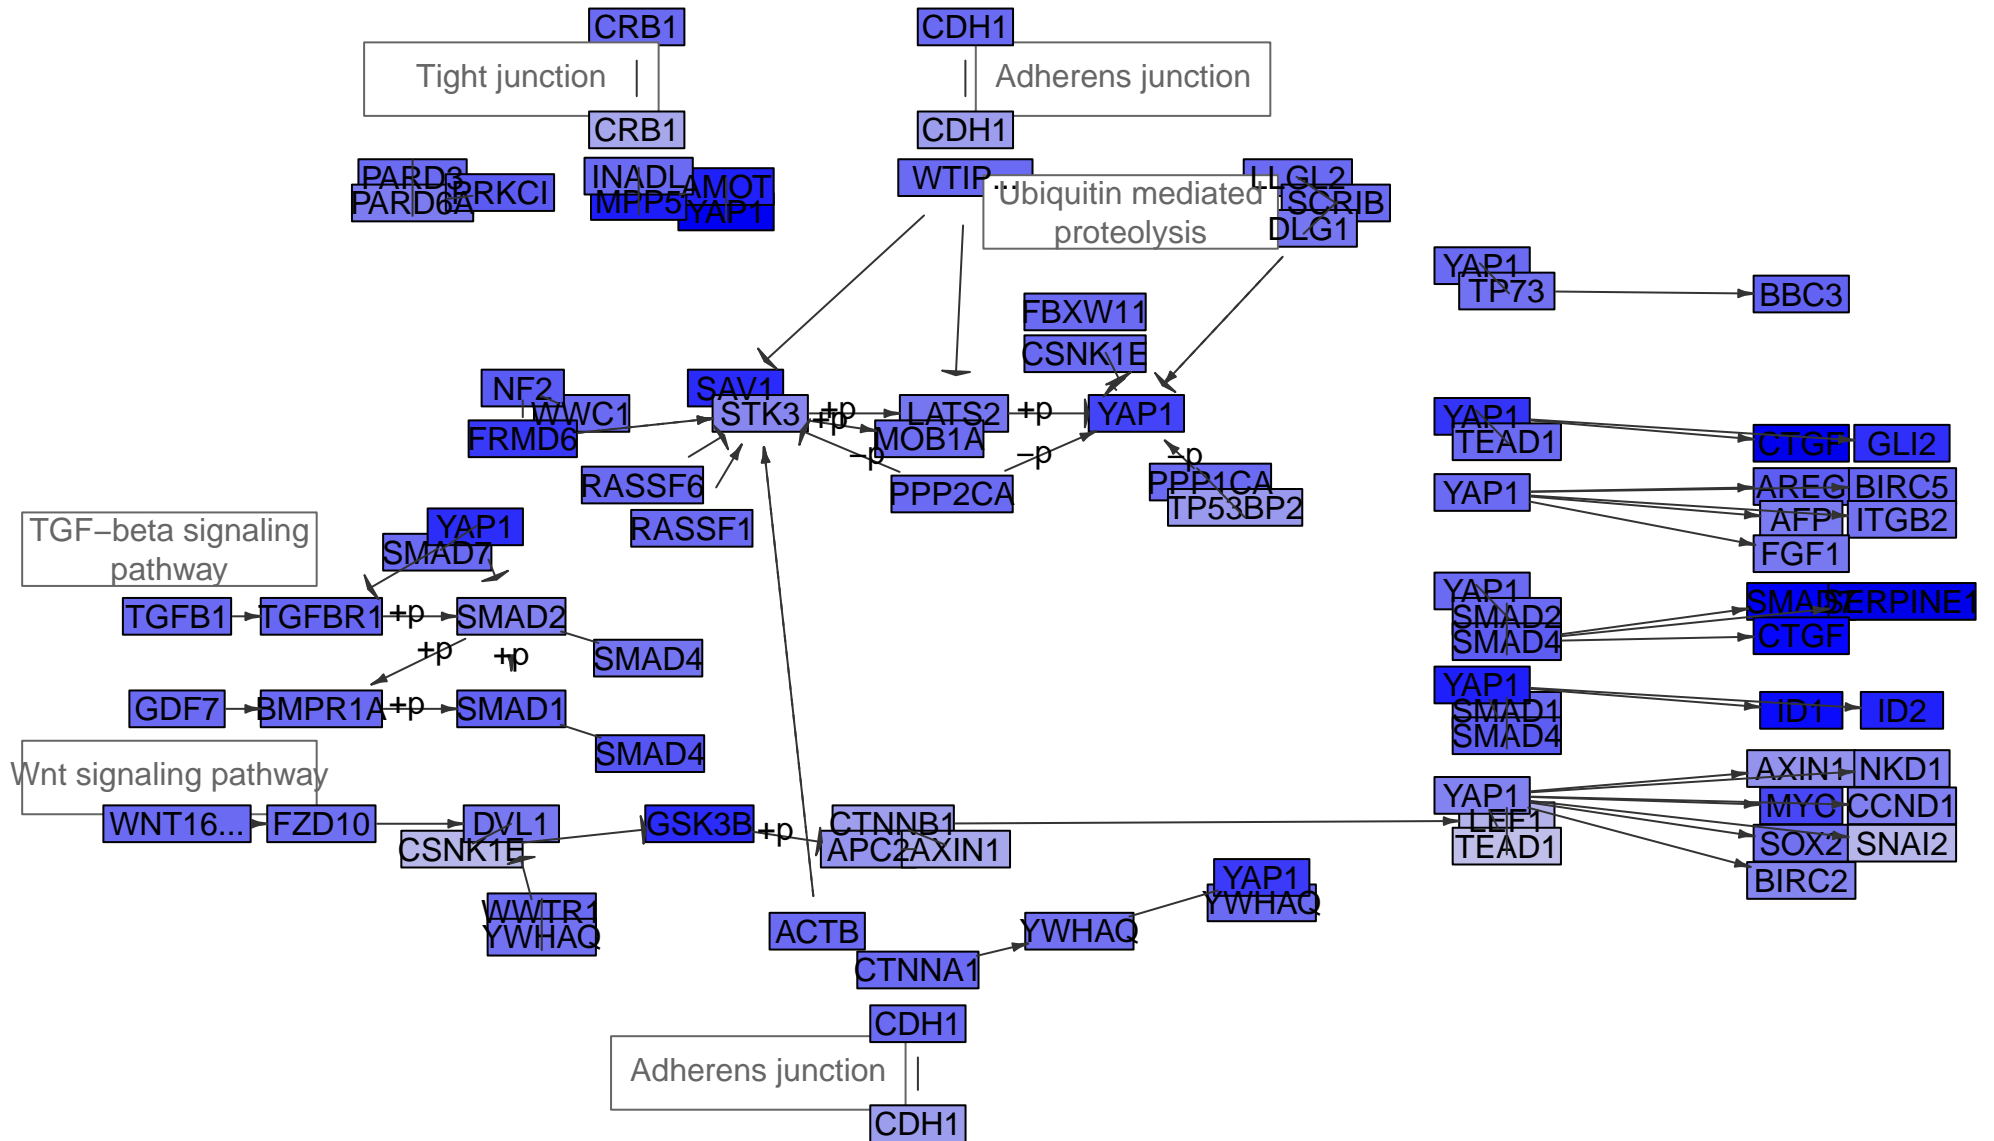 CRB1
CDH1
Tight junction
Adherens junction
CRB1
CDH1
PARD3
PARD6A
PRKCI
INADL
MPP5
AMOT
YAP1
WTIP...
Ubiquitin mediated
proteolysis
LLGL2
SCRIB
DLG1
YAP1
TP73
BBC3
FBXW11
CSNK1E
NF2
WWC1
FRMD6
SAV1
STK3
+p
+p
LATS2
MOB1A
+p
YAP1
−p
−p
−p
RASSF6
RASSF1
PPP2CA
PPP1CA
TP53BP2
YAP1
TEAD1
CTGF
GLI2
YAP1
AREG
BIRC5
AFP
ITGB2
FGF1
TGF−beta signaling
pathway
YAP1
SMAD7
TGFB1
TGFBR1
+p
SMAD2
+p
+p
SMAD4
YAP1
SMAD2
SMAD4
SMAD7
SERPINE1
CTGF
GDF7
BMPR1A
+p
SMAD1
SMAD4
YAP1
SMAD1
SMAD4
ID1
ID2
Wnt signaling pathway
WNT16...
FZD10
DVL1
CSNK1E
GSK3B
+p
CTNNB1
APC2
AXIN1
YAP1
LEF1
TEAD1
AXIN1
NKD1
MYC
CCND1
SOX2
SNAI2
BIRC2
WWTR1
YWHAQ
ACTB
CTNNA1
YWHAQ
YAP1
YWHAQ
CDH1
Adherens junction
CDH1